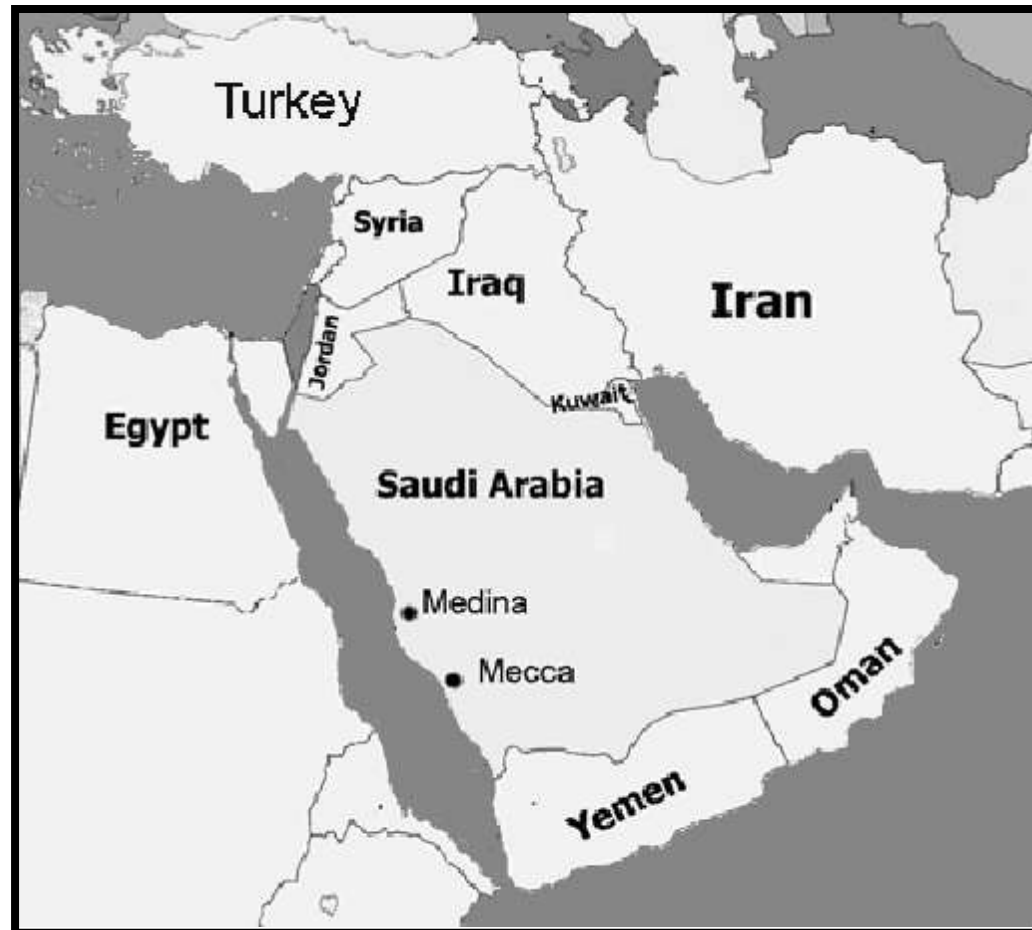 Turkey
Syria
Iraq
Iran
Jordan
Kuwait
Egypt
Saudi Arabia
Medina
Mecca
Oman
Yemen